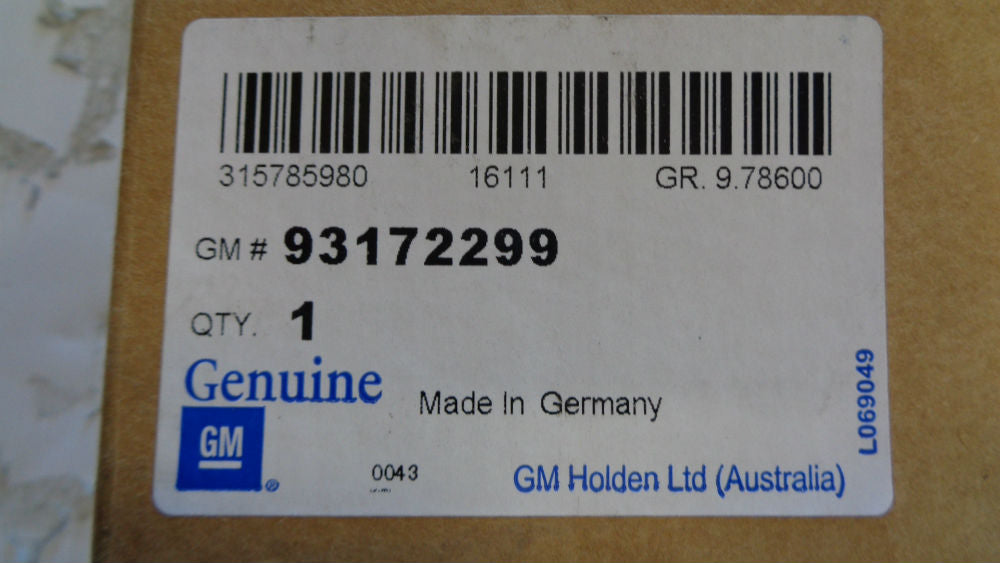 315785980 16111 GR. 9.78600
GM # 93172299
QTY. 1
Genuine
GM
Made In Germany
0043
GM Holden Ltd (Australia)
L069049